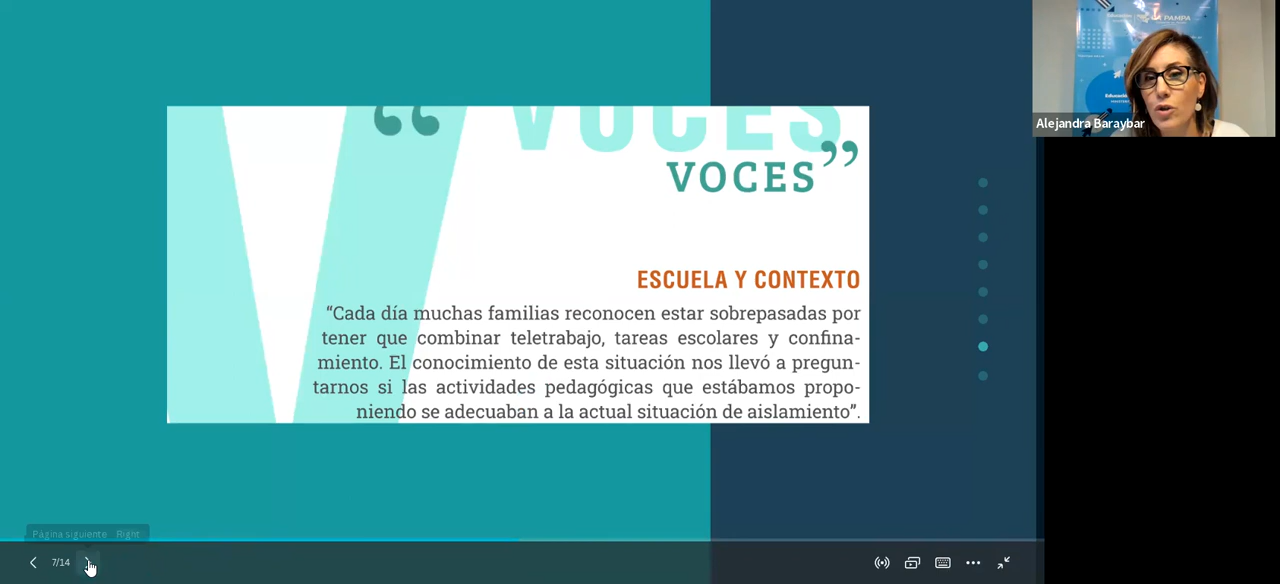 “ VOCES
VOCES”
ESCUELA Y CONTEXTO
“Cada día muchas familias reconocen estar sobrepasadas por
tener que combinar teletrabajo, tareas escolares y confina-
miento. El conocimiento de esta situación nos llevó a pregun-
tarnos si las actividades pedagógicas que estábamos propo-
niendo se adecuaban a la actual situación de aislamiento”.
LA PAMPA
Alejandra Baraybar
Página siguiente Right
7/14